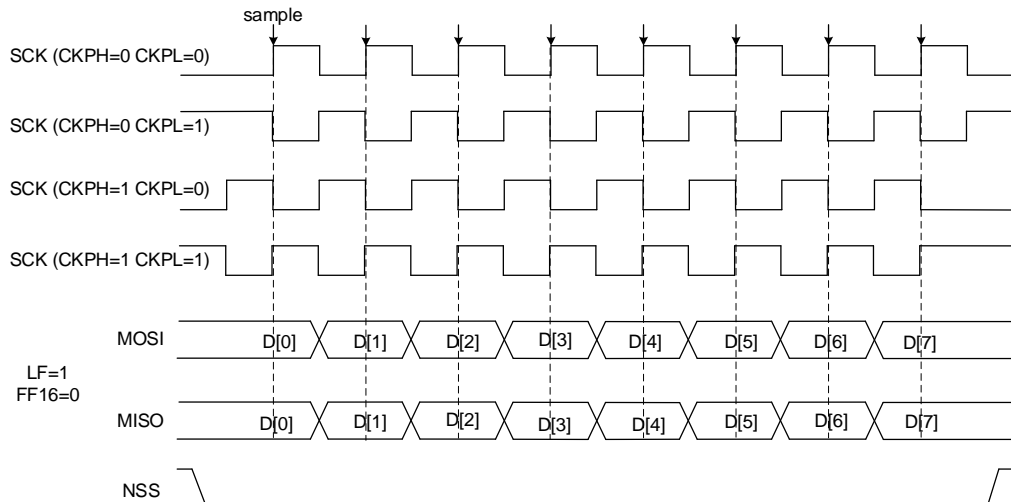 sample
SCK (CKPH=0 CKPL=0)
SCK (CKPH=0 CKPL=1)
SCK (CKPH=1 CKPL=0)
SCK (CKPH=1 CKPL=1)
MOSI D[0] D[1] D[2] D[3] D[4] D[5] D[6] D[7]
LF=1
FF16=0
MISO D[0] D[1] D[2] D[3] D[4] D[5] D[6] D[7]
NSS